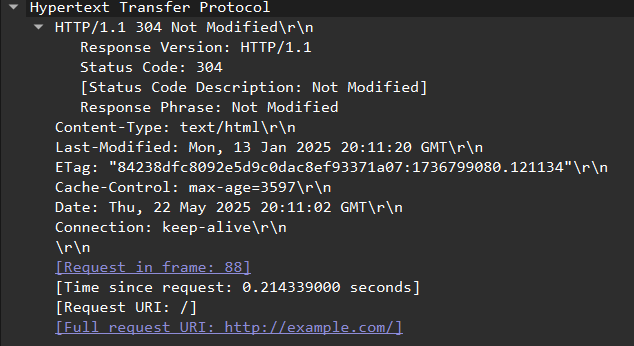 Hypertext Transfer Protocol
HTTP/1.1 304 Not Modified\r\n
Response Version: HTTP/1.1
Status Code: 304
[Status Code Description: Not Modified]
Response Phrase: Not Modified
Content-Type: text/html\r\n
Last-Modified: Mon, 13 Jan 2025 20:11:20 GMT\r\n
ETag: "84238dfc8092e5d9c0dac8ef93371a07:1736799080.121134"\r\n
Cache-Control: max-age=3597\r\n
Date: Thu, 22 May 2025 20:11:02 GMT\r\n
Connection: keep-alive\r\n
\r\n
[Request in frame: 88]
[Time since request: 0.214339000 seconds]
[Request URI: /]
[Full request URI: http://example.com/]